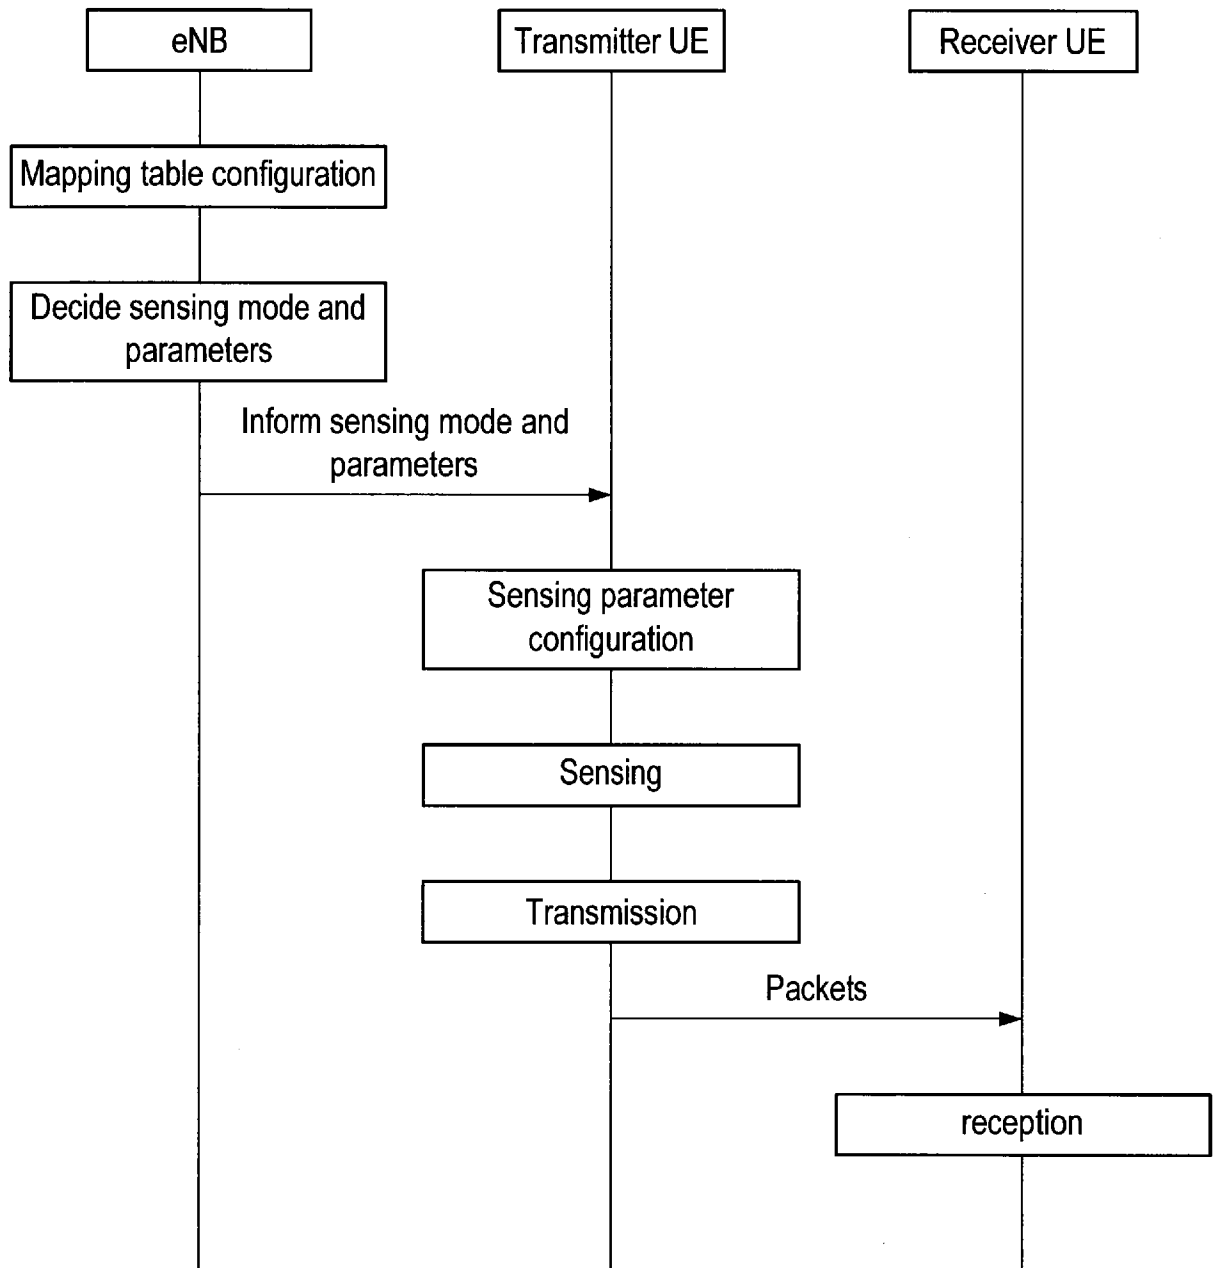 eNB
Transmitter UE
Receiver UE
Mapping table configuration
Decide sensing mode and
parameters
Inform sensing mode and
parameters
Sensing parameter
configuration
Sensing
Transmission
Packets
reception